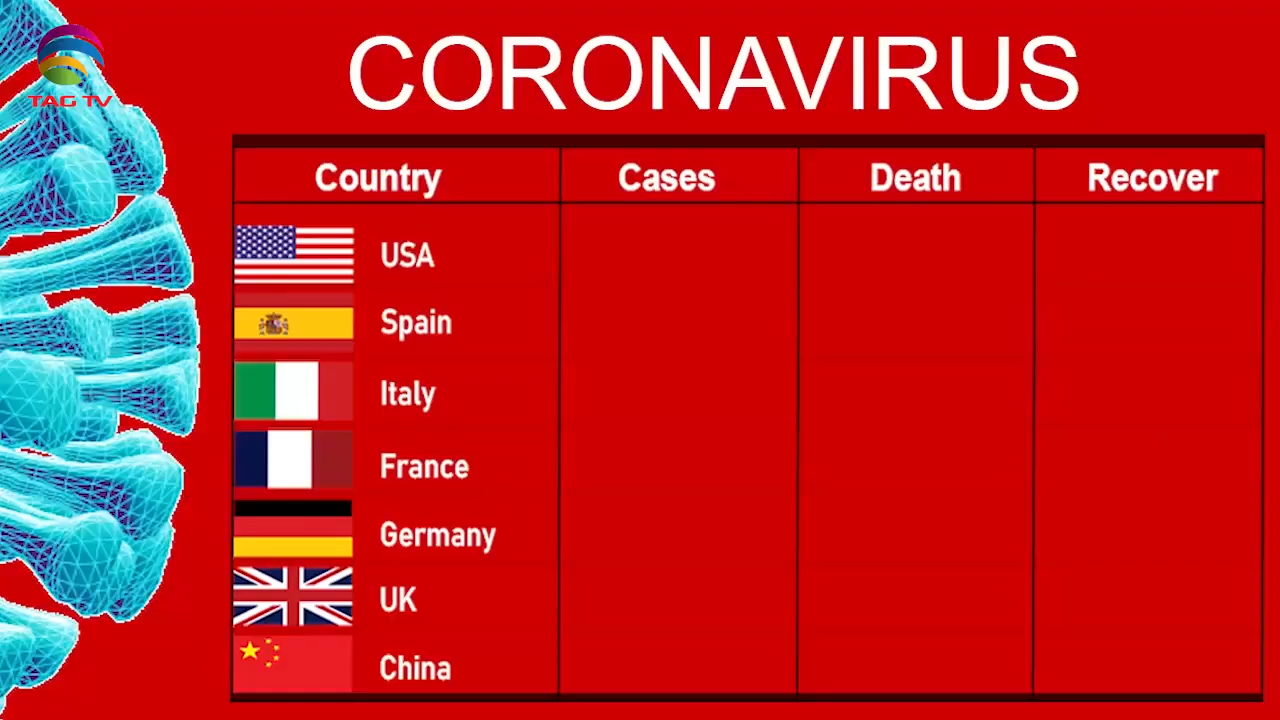 TAG TV
CORONAVIRUS
Country Cases Death Recover
USA
Spain
Italy
France
Germany
UK
China